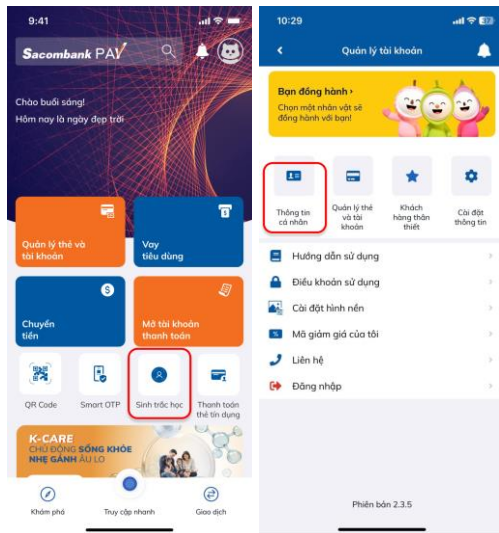 9:41
Sacombank PAY
Chào buổi sáng!
Hôm nay là ngày đẹp trời
Quản lý thẻ và
tài khoản
Vay
tiêu dùng
Chuyển
tiền
Mở tài khoản
thanh toán
QR Code
Smart OTP
Sinh trắc học
Thanh toán
thẻ tín dụng
K-CARE
CHỦ ĐỘNG SỐNG KHỎE
NHẸ GÁNH ÂU LO
Khám phá
Truy cập nhanh
Giao dịch
10:29
Quản lý tài khoản
Bạn đồng hành ›
Chọn một nhân vật sẽ
đồng hành với bạn!
Thông tin
cá nhân
Quản lý thẻ
và tài
khoản
Khách
hàng thân
thiết
Cài đặt
thông tin
Hướng dẫn sử dụng
Điều khoản sử dụng
Cài đặt hình nền
Mã giảm giá của tôi
Liên hệ
Đăng nhập
Phiên bản 2.3.5